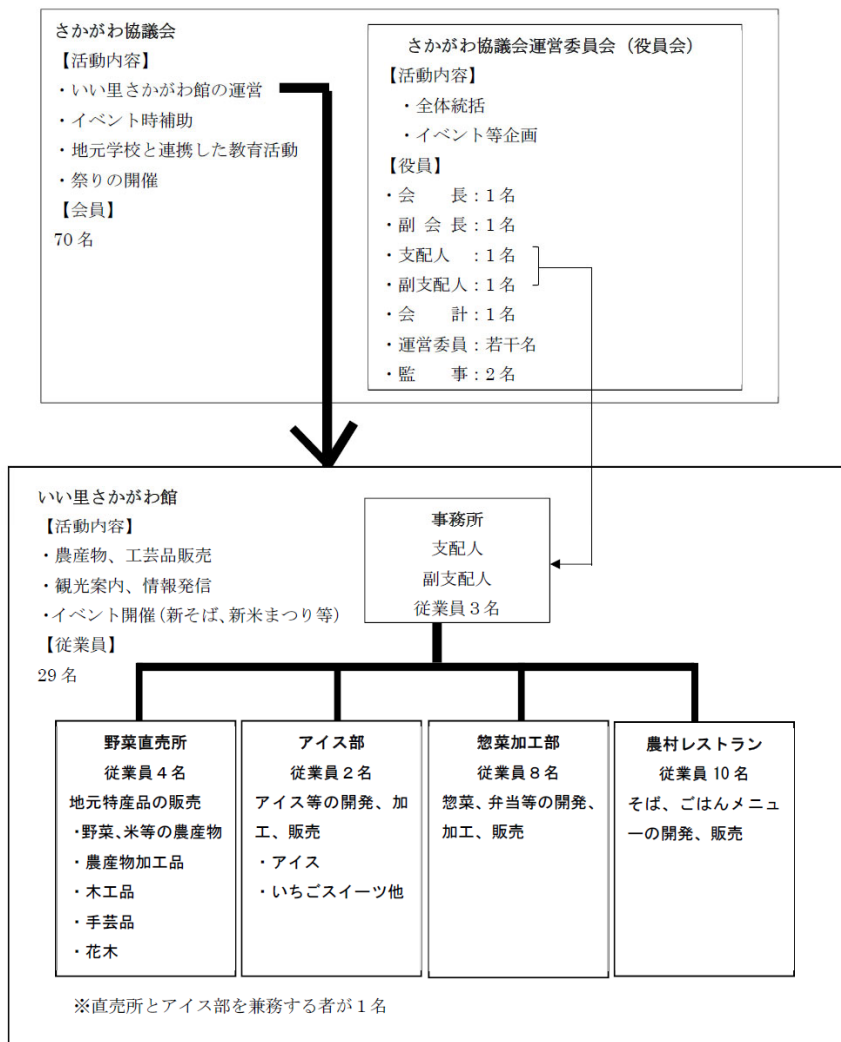 さかがわ協議会
【活動内容】
・いい里さかがわ館の運営
・イベント時補助
・地元学校と連携した教育活動
・祭りの開催
【会員】
70 名
さかがわ協議会運営委員会（役員会）
【活動内容】
・全体統括
・イベント等企画
【役員】
・会　　長：1 名
・副 会 長：1 名
・支配人　：1 名
・副支配人：1 名
・会　　計：1 名
・運営委員：若干名
・監　　事：2 名
いい里さかがわ館
【活動内容】
・農産物、工芸品販売
・観光案内、情報発信
・イベント開催（新そば、新米まつり等）
【従業員】
29 名
事務所
支配人
副支配人
従業員 3 名
野菜直売所
従業員 4 名
地元特産品の販売
・野菜、米等の農産物
・農産物加工品
・木工品
・手芸品
・花木
アイス部
従業員 2 名
アイス等の開発、加
工、販売
・アイス
・いちごスイーツ他
惣菜加工部
従業員 8 名
惣菜、弁当等の開発、
加工、販売
農村レストラン
従業員 10 名
そば、ごはんメニュ
ーの開発、販売
※直売所とアイス部を兼務する者が 1 名